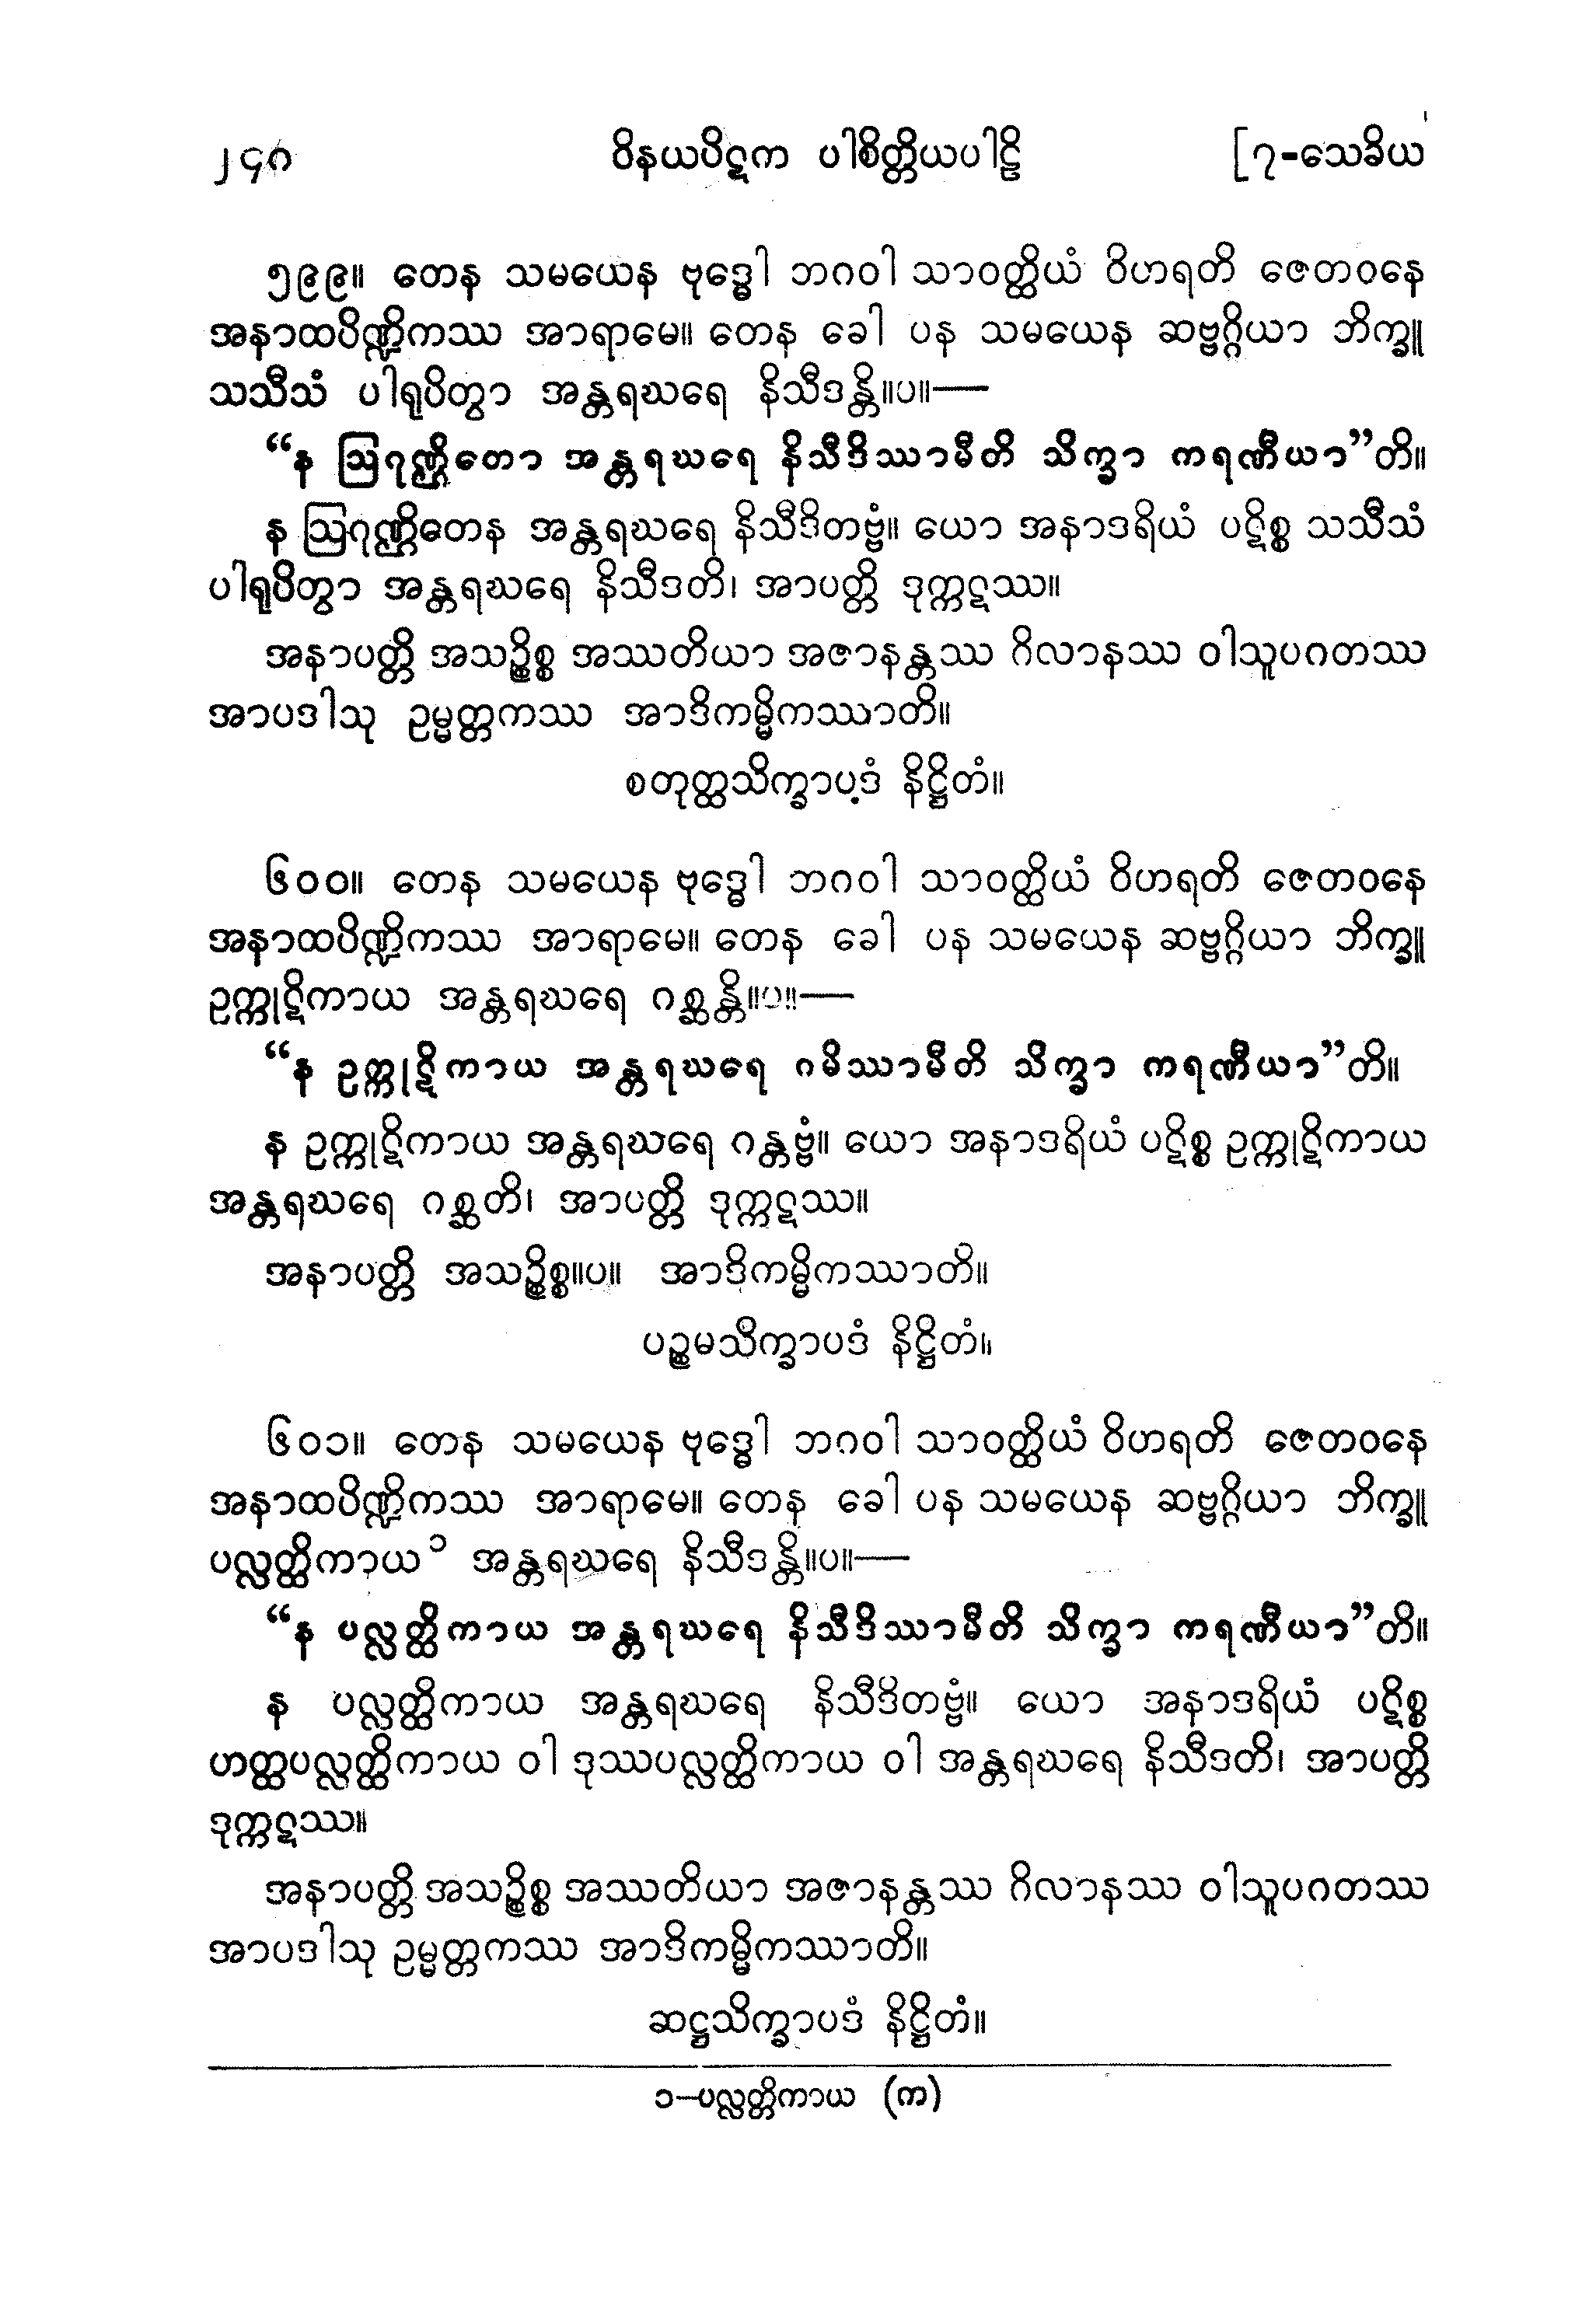 ၂၄၈ ဝိနယပိဋက ပါစိတ္တိယပါဠိ [၇-သေခိယ
၅၉၉။ တေန သမယေန ဗုဒ္ဓေါ ဘဂဝါ သာဝတ္ထိယံ ဝိဟရတိ ဇေတဝနေ
အနာထပိဏ္ဍိကဿ အာရာမေ။ တေန ခေါ ပန သမယေန ဆဗ္ဗဂ္ဂိယာ ဘိက္ခူ
သသီသံ ပါရုပိတွာ အန္တရဃရေ နိသီဒန္တိ။ပ။—
“န ဩဂုဏ္ဌိတော အန္တရဃရေ နိသီဒိဿာမီတိ သိက္ခာ ကရဏီယာ”တိ။
န ဩဂုဏ္ဌိတေန အန္တရဃရေ နိသီဒိတဗ္ဗံ။ ယော အနာဒရိယံ ပဋိစ္စ သသီသံ
ပါရုပိတွာ အန္တရဃရေ နိသီဒတိ၊ အာပတ္တိ ဒုက္ကဋဿ။
အနာပတ္တိ အသဉ္စိစ္စ အဿတိယာ အဇာနန္တဿ ဂိလာနဿ ဝါသူပဂတဿ
အာပဒါသု ဥမ္မတ္တကဿ အာဒိကမ္မိကဿာတိ။
စတုတ္ထသိက္ခာပဒံ နိဋ္ဌိတံ။
၆၀၀။ တေန သမယေန ဗုဒ္ဓေါ ဘဂဝါ သာဝတ္ထိယံ ဝိဟရတိ ဇေတဝနေ
အနာထပိဏ္ဍိကဿ အာရာမေ။ တေန ခေါ ပန သမယေန ဆဗ္ဗဂ္ဂိယာ ဘိက္ခူ
ဥက္ကုဋိကာယ အန္တရဃရေ ဂစ္ဆန္တိ။ပ။—
“န ဥက္ကုဋိကာယ အန္တရဃရေ ဂမိဿာမီတိ သိက္ခာ ကရဏီယာ”တိ။
န ဥက္ကုဋိကာယ အန္တရဃရေ ဂန္တဗ္ဗံ။ ယော အနာဒရိယံ ပဋိစ္စ ဥက္ကုဋိကာယ
အန္တရဃရေ ဂစ္ဆတိ၊ အာပတ္တိ ဒုက္ကဋဿ။
အနာပတ္တိ အသဉ္စိစ္စ။ပ။ အာဒိကမ္မိကဿာတိ။
ပဉ္စမသိက္ခာပဒံ နိဋ္ဌိတံ။
၆၀၁။ တေန သမယေန ဗုဒ္ဓေါ ဘဂဝါ သာဝတ္ထိယံ ဝိဟရတိ ဇေတဝနေ
အနာထပိဏ္ဍိကဿ အာရာမေ။ တေန ခေါ ပန သမယေန ဆဗ္ဗဂ္ဂိယာ ဘိက္ခူ
ပလ္လတ္ထိကာယ၁ အန္တရဃရေ နိသီဒန္တိ။ပ။—
“န ပလ္လတ္ထိကာယ အန္တရဃရေ နိသီဒိဿာမီတိ သိက္ခာ ကရဏီယာ”တိ။
န ပလ္လတ္ထိကာယ အန္တရဃရေ နိသီဒိတဗ္ဗံ။ ယော အနာဒရိယံ ပဋိစ္စ
ဟတ္ထပလ္လတ္ထိကာယ ဝါ ဒုဿပလ္လတ္ထိကာယ ဝါ အန္တရဃရေ နိသီဒတိ၊ အာပတ္တိ
ဒုက္ကဋဿ။
အနာပတ္တိ အသဉ္စိစ္စ အဿတိယာ အဇာနန္တဿ ဂိလာနဿ ဝါသူပဂတဿ
အာပဒါသု ဥမ္မတ္တကဿ အာဒိကမ္မိကဿာတိ။
ဆဋ္ဌသိက္ခာပဒံ နိဋ္ဌိတံ။
၁—ပလ္လတ္တိကာယ (က)